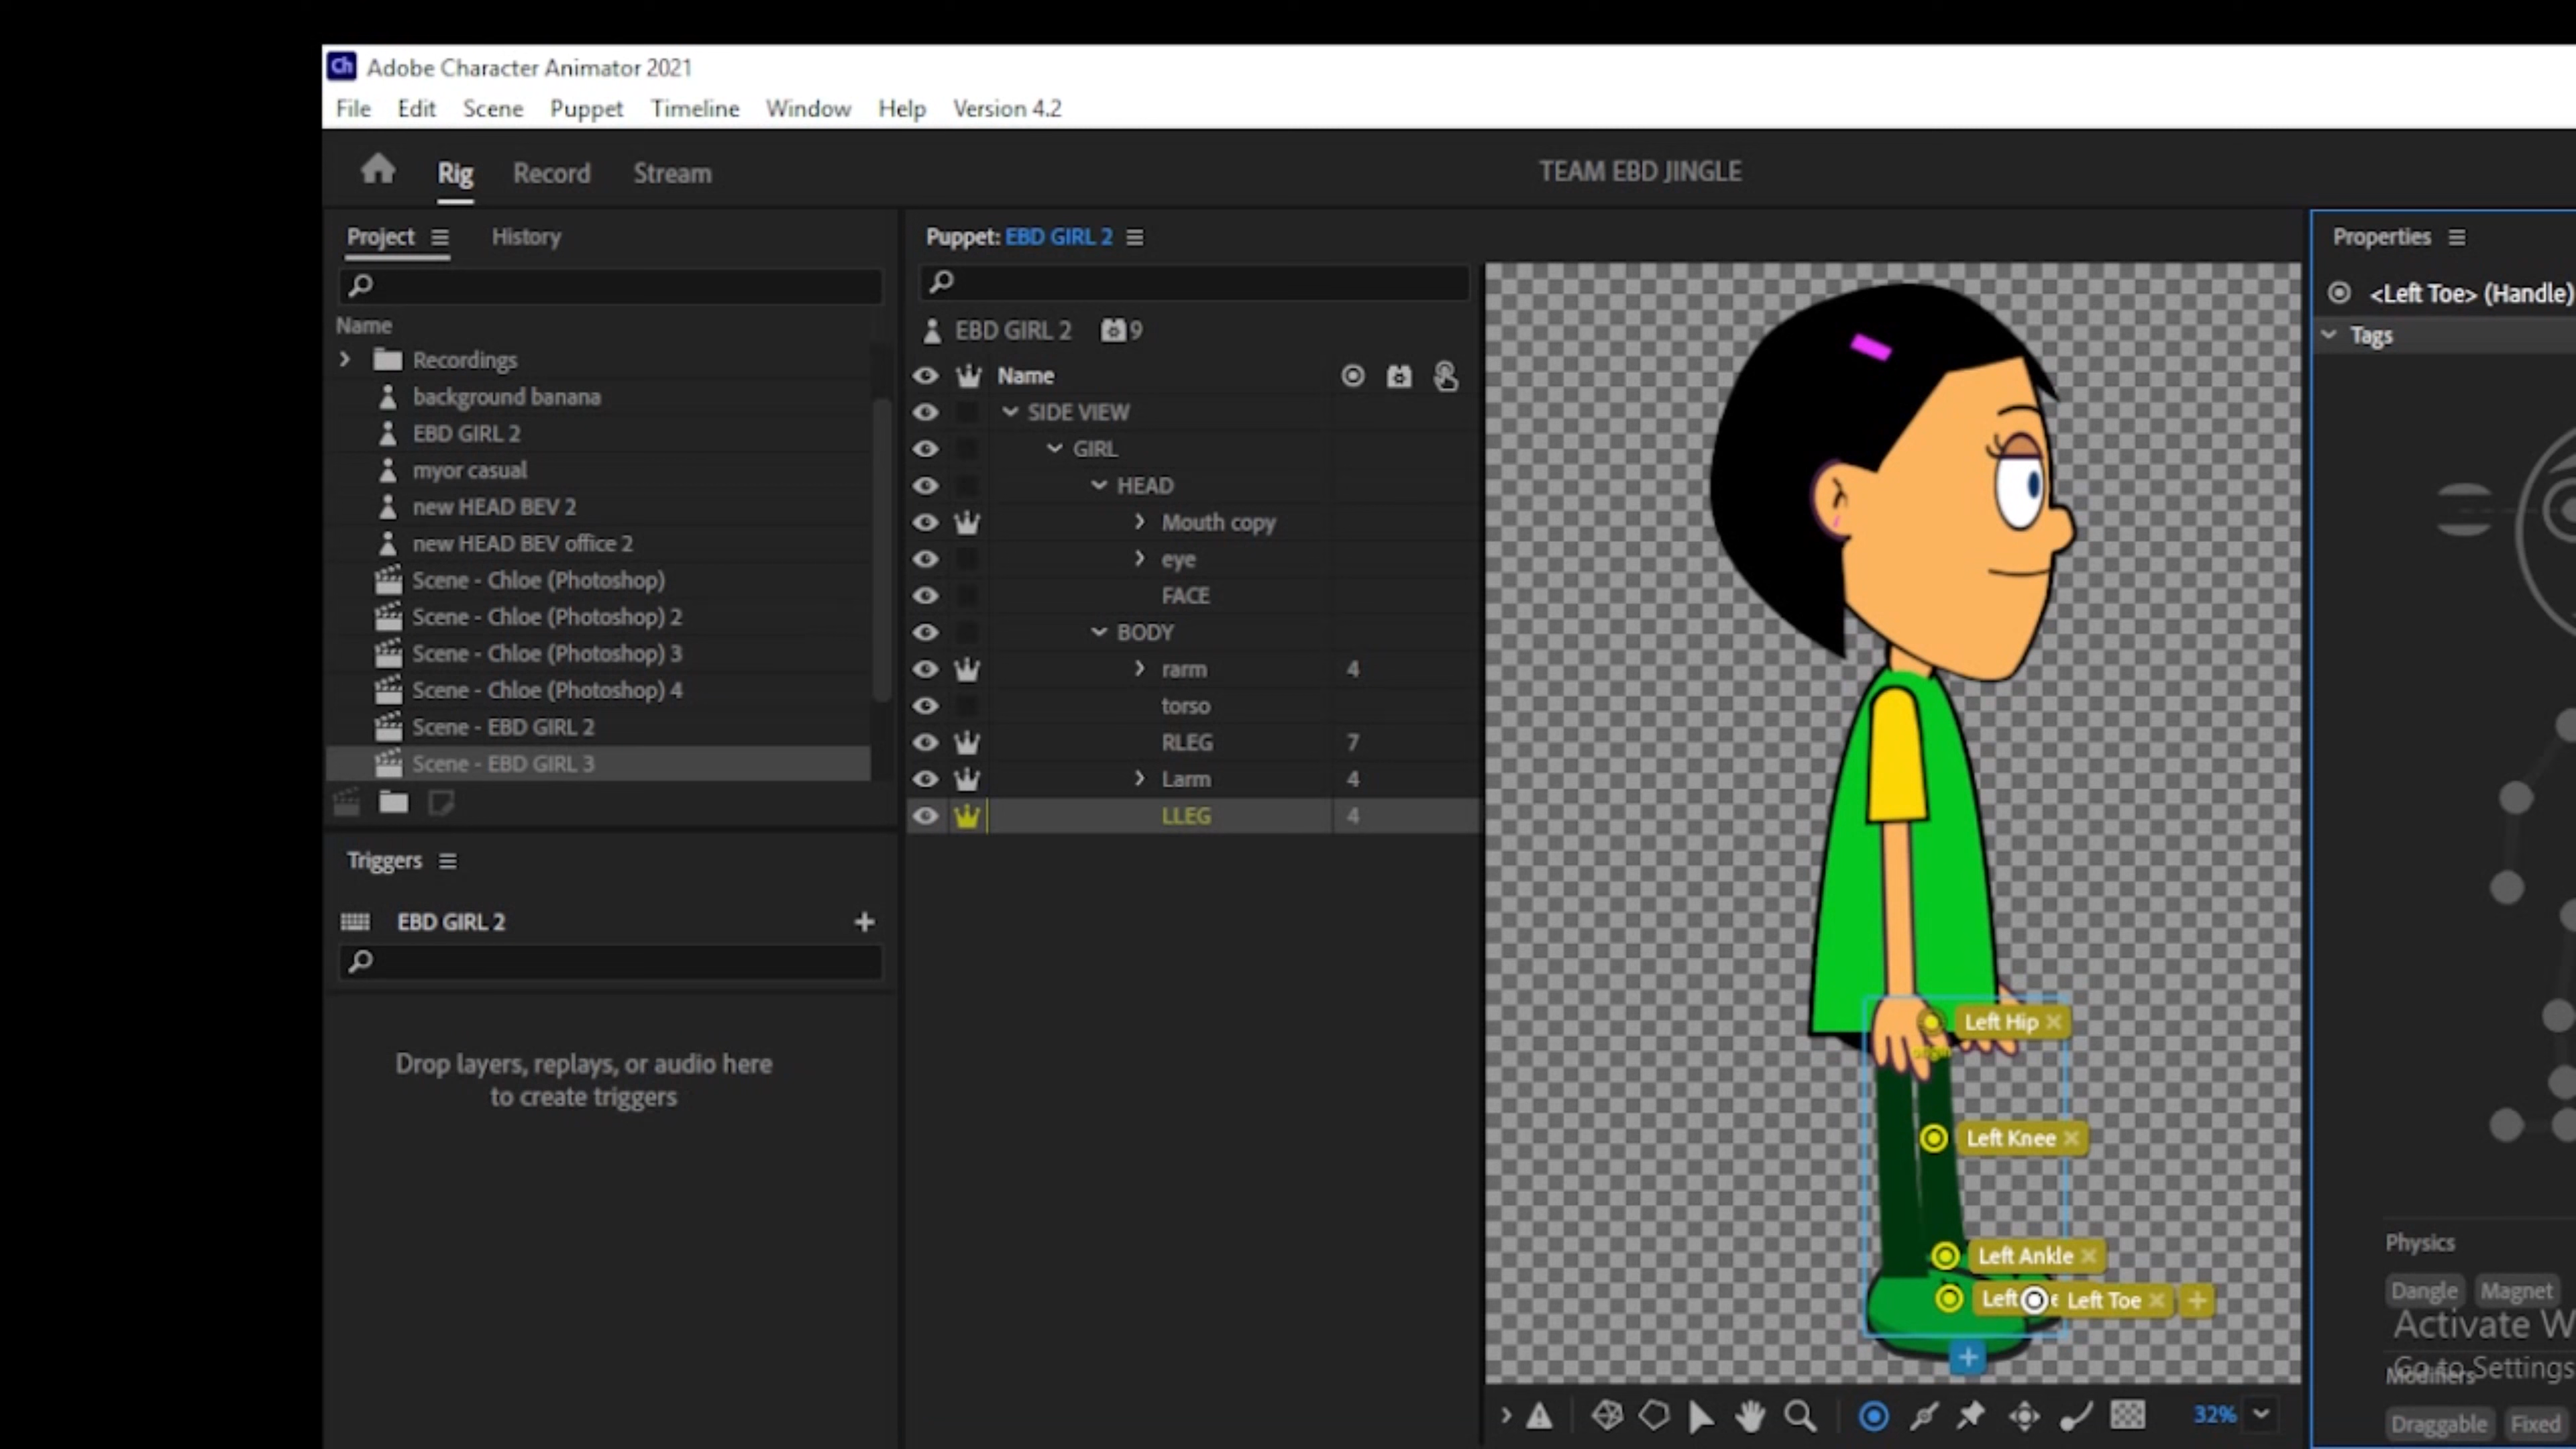 Ch Adobe Character Animator 2021
File Edit Scene Puppet Timeline Window Help Version 4.2
Rig Record Stream
TEAM EBD JINGLE
Project History
Name
Recordings
background banana
EBD GIRL 2
myor casual
new HEAD BEV 2
new HEAD BEV office 2
Scene - Chloe (Photoshop)
Scene - Chloe (Photoshop) 2
Scene - Chloe (Photoshop) 3
Scene - Chloe (Photoshop) 4
Scene - EBD GIRL 2
Scene - EBD GIRL 3
Triggers
EBD GIRL 2
Drop layers, replays, or audio here
to create triggers
Puppet: EBD GIRL 2
EBD GIRL 2 9
Name
SIDE VIEW
GIRL
HEAD
Mouth copy
eye
FACE
BODY
rarm 4
torso
RLEG 7
Larm 4
LLEG 4
Left Hip
Left Knee
Left Ankle
Left
Left Toe
32%
Properties
<Left Toe> (Handle)
Tags
Physics
Dangle Magnet
Activate W
Go to Settings
Modifiers
Draggable Fixed